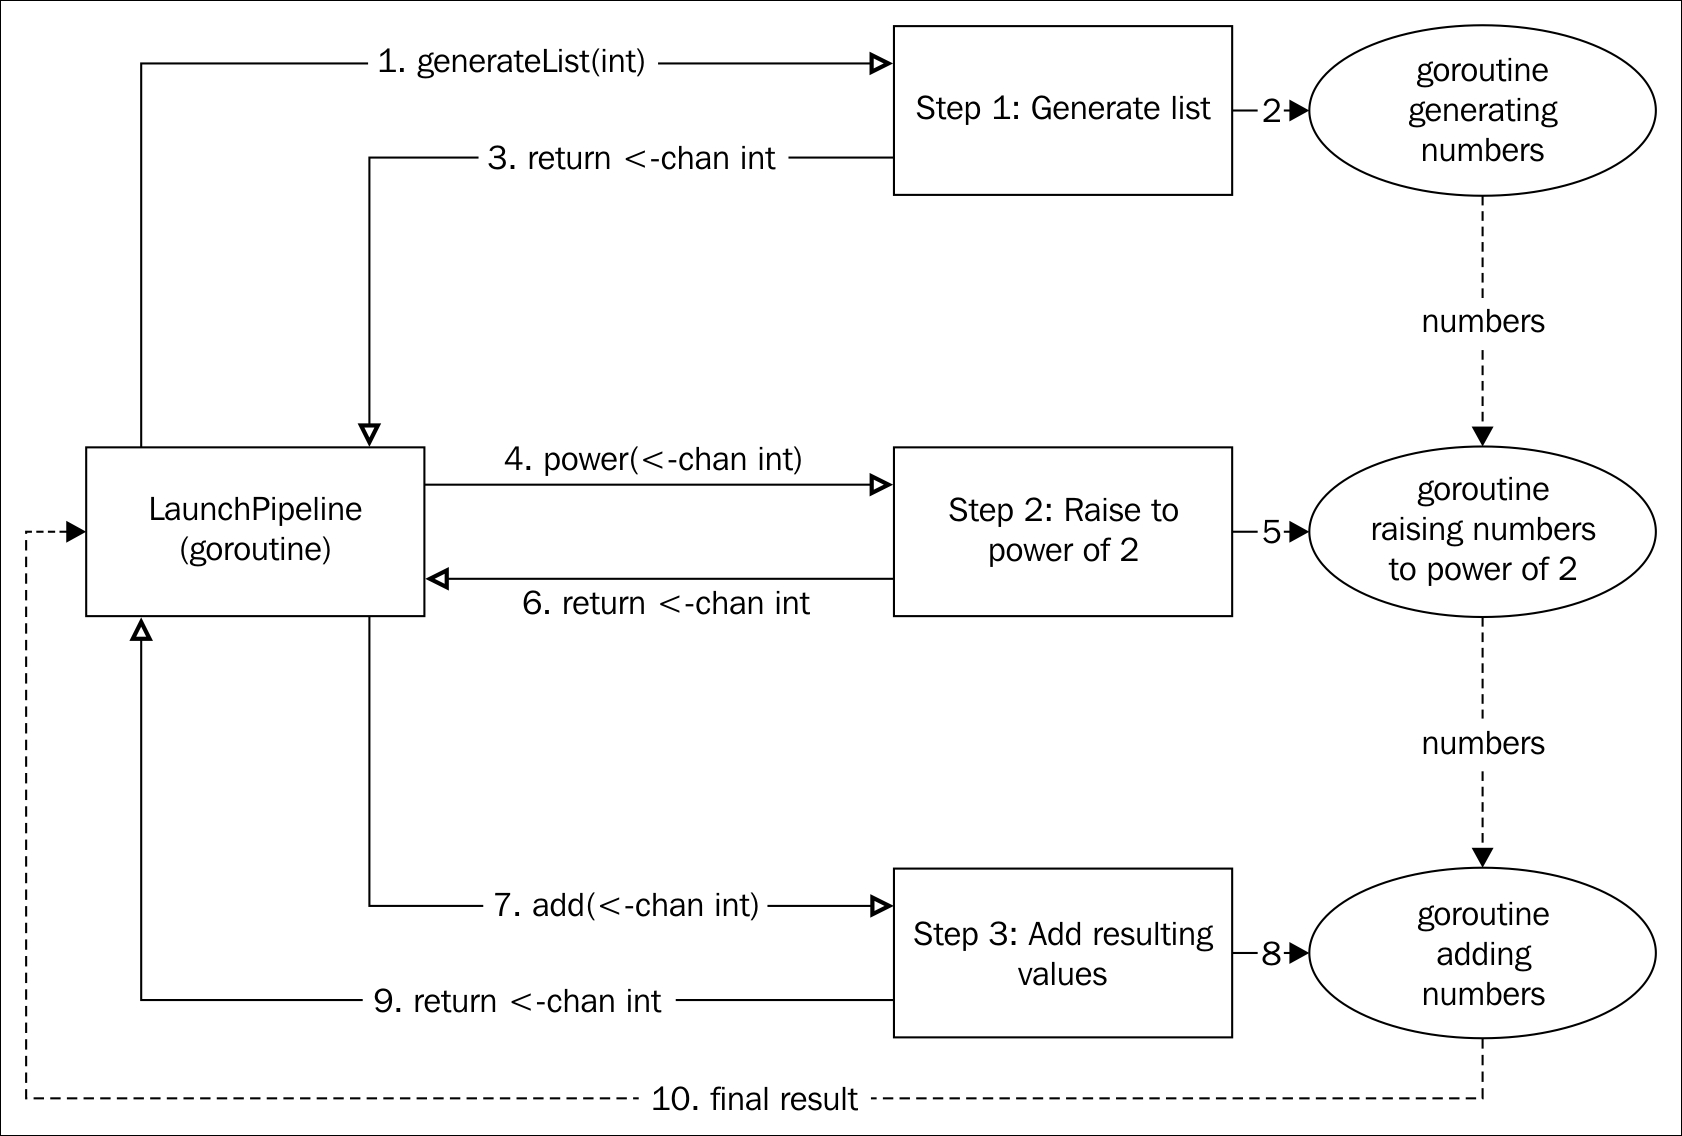 1. generateList(int)
Step 1: Generate list
2
goroutine
generating
numbers
3. return <-chan int
numbers
LaunchPipeline
(goroutine)
4. power(<-chan int)
Step 2: Raise to
power of 2
5
goroutine
raising numbers
to power of 2
6. return <-chan int
numbers
7. add(<-chan int)
Step 3: Add resulting
values
8
goroutine
adding
numbers
9. return <-chan int
10. final result